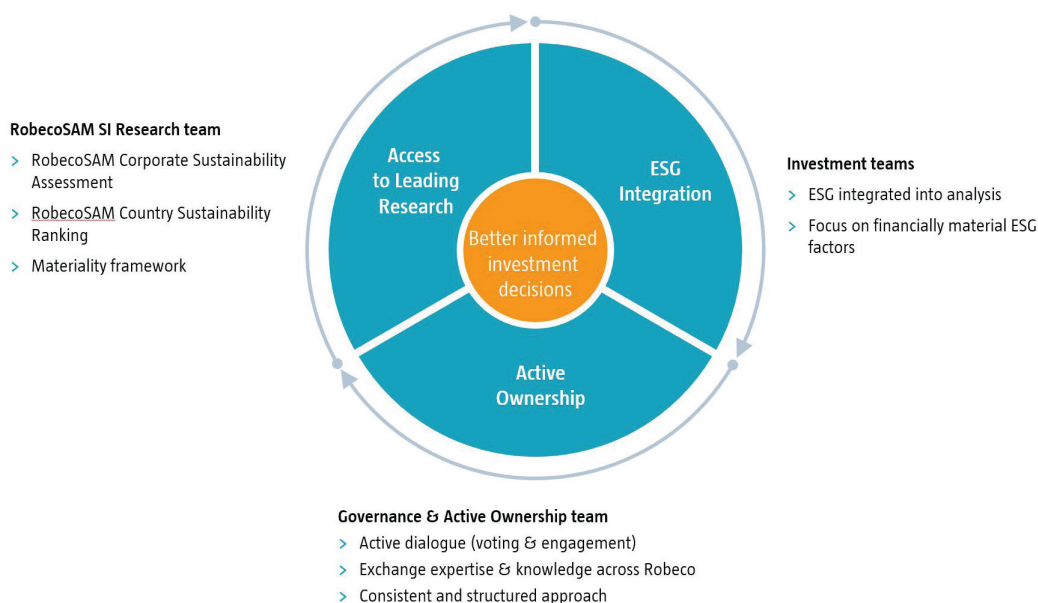 RobecoSAM SI Research team
> RobecoSAM Corporate Sustainability
Assessment
> RobecoSAM Country Sustainability
Ranking
> Materiality framework
Access
to Leading
Research
ESG
Integration
Better informed
investment
decisions
Active
Ownership
Investment teams
> ESG integrated into analysis
> Focus on financially material ESG
factors
Governance & Active Ownership team
> Active dialogue (voting & engagement)
> Exchange expertise & knowledge across Robeco
> Consistent and structured approach